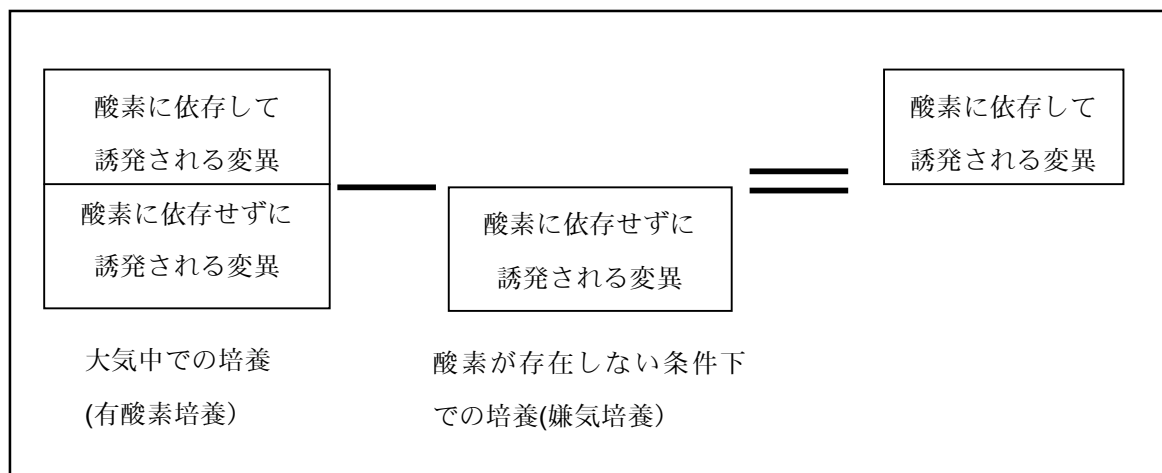 酸素に依存して
誘発される変異
酸素に依存せずに
誘発される変異
大気中での培養
(有酸素培養）
酸素に依存せずに
誘発される変異
酸素が存在しない条件下
での培養(嫌気培養）
酸素に依存して
誘発される変異